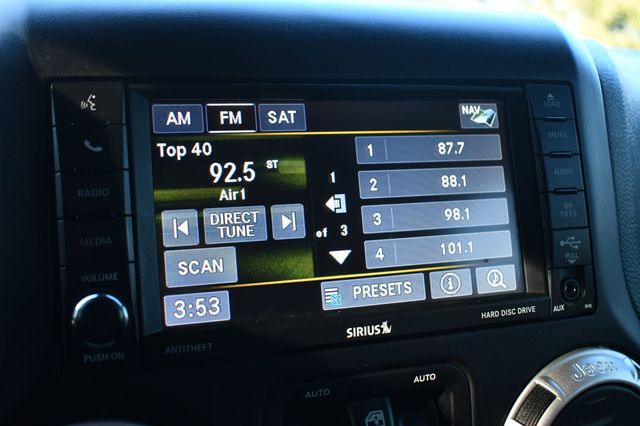 AM FM SAT NAV
Top 40
92.5 ST
Air1
DIRECT TUNE
SCAN
3:53
1
of 3
1 87.7
2 88.1
3 98.1
4 101.1
PRESETS
SIRIUS
HARD DISC DRIVE
RADIO
MEDIA
VOLUME
PUSH ON
ANTITHEFT
LOAD
MENU
AUDIO
MY FILES
PULL
AUX
AUTO
AUTO
Jeep